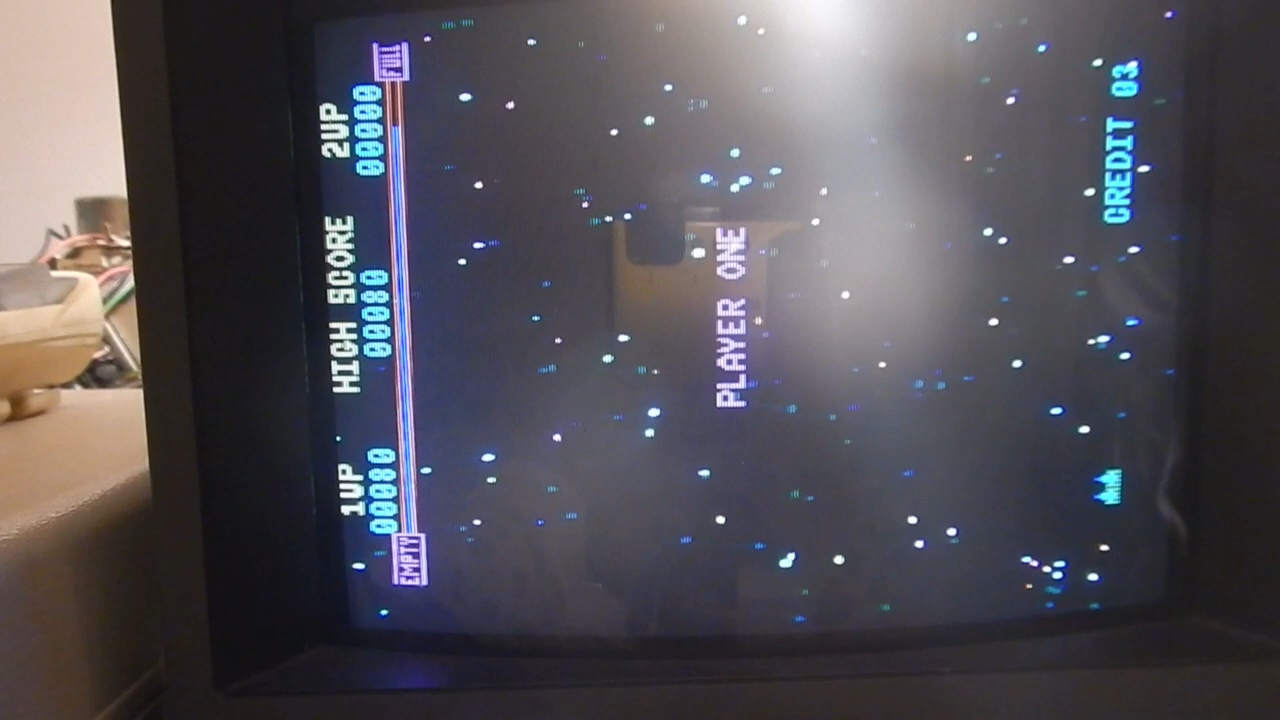 1UP HIGH SCORE 2UP
00080 00080 00000
EMPTY FULL
PLAYER ONE
CREDIT 03